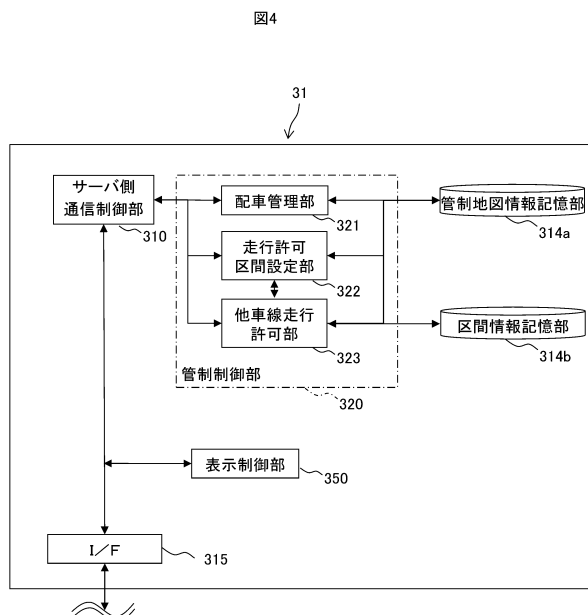 図4
31
サーバ側
通信制御部
310
配車管理部
321
管制地図情報記憶部
314a
走行許可
区間設定部
322
他車線走行
許可部
323
区間情報記憶部
314b
管制制御部
320
表示制御部
350
I/F
315